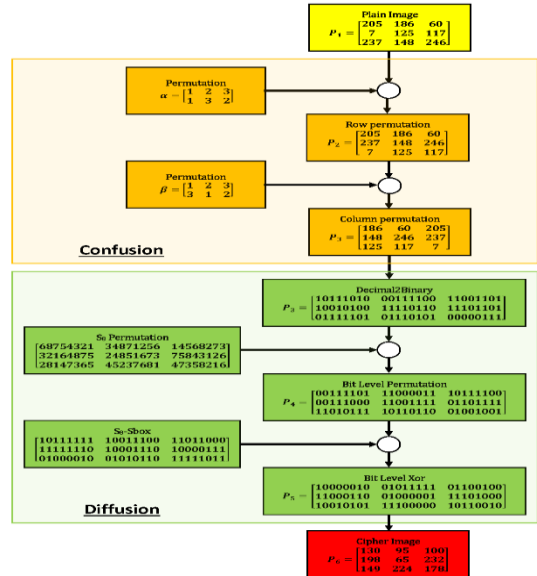 Plain Image
P₁ = [205 186 60
7 125 117
237 148 246]
Permutation
α = [1 2 3
1 3 2]
Row permutation
P₂ = [205 186 60
237 148 246
7 125 117]
Permutation
β = [1 2 3
3 1 2]
Column permutation
P₃ = [186 60 205
148 246 237
125 117 7]
Confusion
Decimal2Binary
P₃ = [10111010 00111100 11001101
10010100 11110110 11101101
01111101 01110101 00000111]
S₈ Permutation
[68754321 34871256 14568273
32164875 24851673 75843126
28147365 45237681 47358216]
Bit Level Permutation
P₄ = [00111101 11000011 10111100
00111000 11001111 01101111
11010111 10110110 01001001]
S₈-Sbox
[10111111 10011100 11011000
11111110 10001110 10000111
01000010 01010110 11111011]
Bit Level Xor
P₅ = [10000010 01011111 01100100
11000110 01000001 11101000
10010101 11100000 10110010]
Diffusion
Cipher Image
P₆ = [130 95 100
198 65 232
149 224 178]